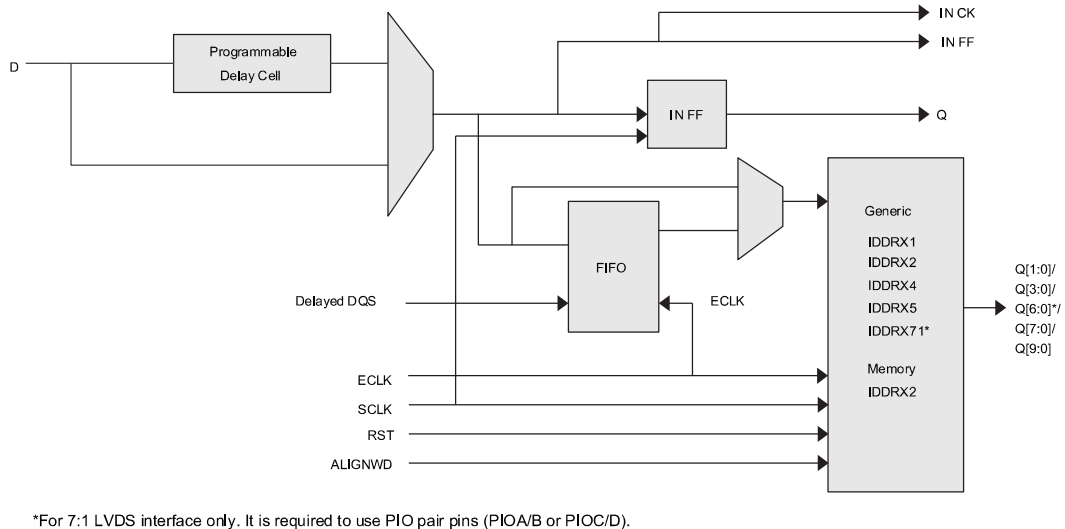 IN CK
IN FF
Programmable
Delay Cell
D
IN FF
Q
Generic
IDDRX1
IDDRX2
IDDRX4
IDDRX5
IDDRX71*
Memory
IDDRX2
FIFO
Q[1:0]/
Q[3:0]/
Q[6:0]*/
Q[7:0]/
Q[9:0]
Delayed DQS
ECLK
ECLK
SCLK
RST
ALIGNWD
*For 7:1 LVDS interface only. It is required to use PIO pair pins (PIOA/B or PIOC/D).